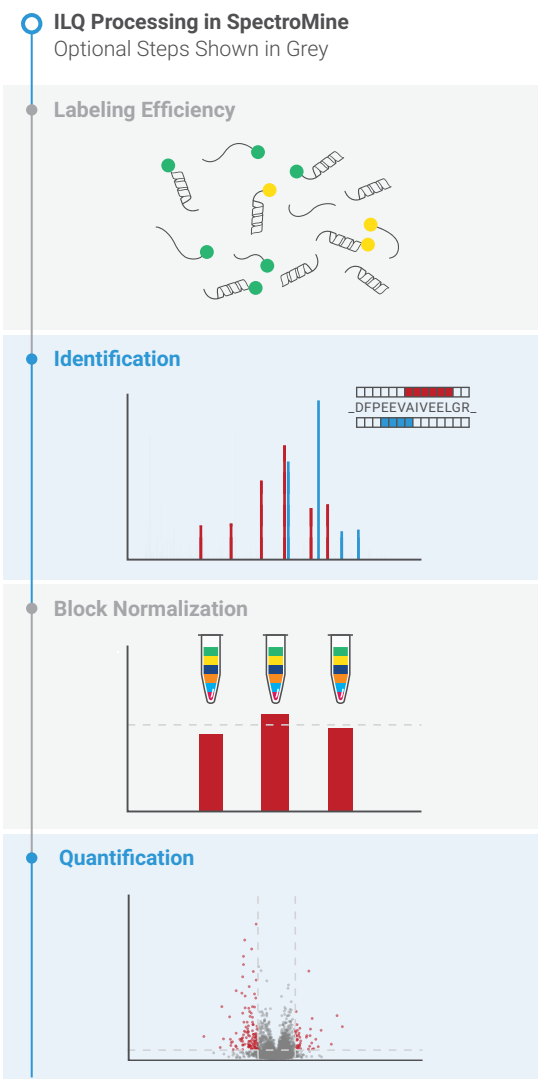 ILQ Processing in SpectroMine
Optional Steps Shown in Grey
Labeling Efficiency
Identification
_DFPEEVAIVEELGR_
Block Normalization
Quantification